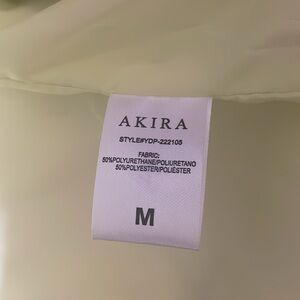 AKIRA
STYLE#YDP-222105
FABRIC:
50%POLYURETHANE/POLIURETANO
50%POLYESTER/POLIÉSTER
M